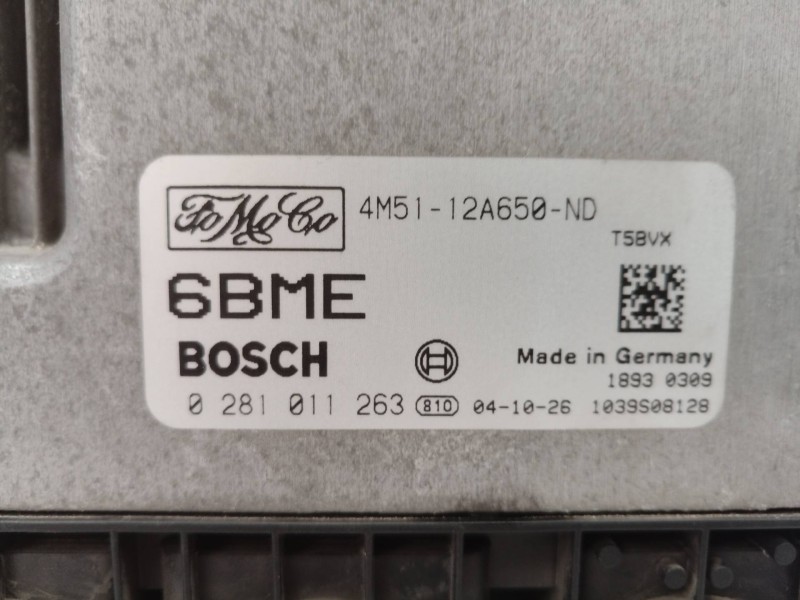 FoMoCo 4M51-12A650-ND
T5BVX
6BME
BOSCH Made in Germany
1893 0309
0 281 011 263 810 04-10-26 1039S08128